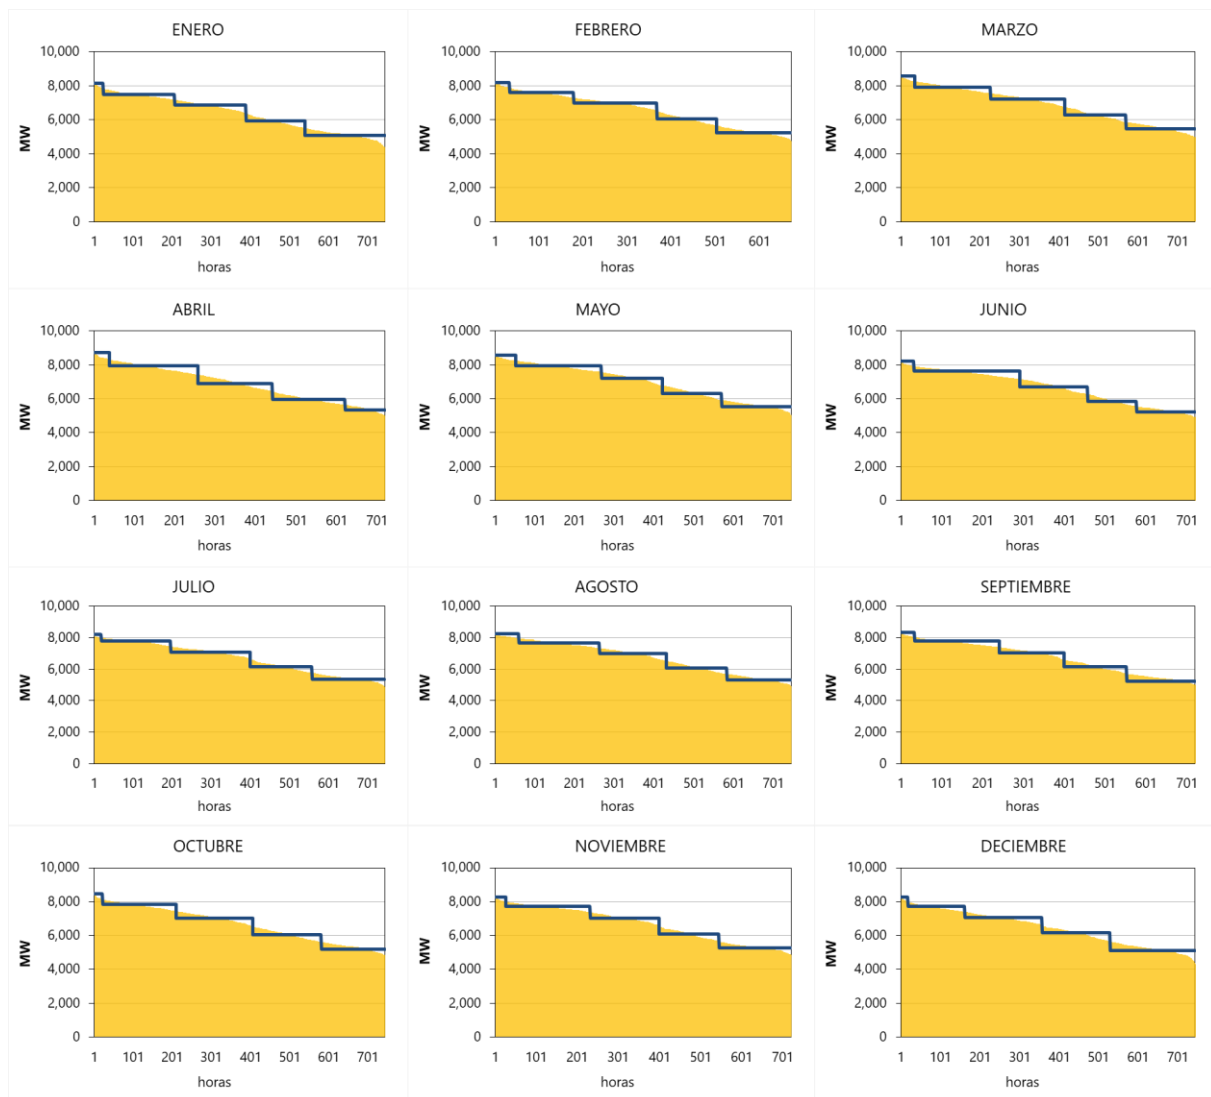 ENERO
10,000
8,000
6,000
4,000
2,000
0
MW
1 101 201 301 401 501 601 701
horas
FEBRERO
10,000
8,000
6,000
4,000
2,000
0
MW
1 101 201 301 401 501 601
horas
MARZO
10,000
8,000
6,000
4,000
2,000
0
MW
1 101 201 301 401 501 601 701
horas
ABRIL
10,000
8,000
6,000
4,000
2,000
0
MW
1 101 201 301 401 501 601 701
horas
MAYO
10,000
8,000
6,000
4,000
2,000
0
MW
1 101 201 301 401 501 601 701
horas
JUNIO
10,000
8,000
6,000
4,000
2,000
0
MW
1 101 201 301 401 501 601 701
horas
JULIO
10,000
8,000
6,000
4,000
2,000
0
MW
1 101 201 301 401 501 601 701
horas
AGOSTO
10,000
8,000
6,000
4,000
2,000
0
MW
1 101 201 301 401 501 601 701
horas
SEPTIEMBRE
10,000
8,000
6,000
4,000
2,000
0
MW
1 101 201 301 401 501 601 701
horas
OCTUBRE
10,000
8,000
6,000
4,000
2,000
0
MW
1 101 201 301 401 501 601 701
horas
NOVIEMBRE
10,000
8,000
6,000
4,000
2,000
0
MW
1 101 201 301 401 501 601 701
horas
DECIEMBRE
10,000
8,000
6,000
4,000
2,000
0
MW
1 101 201 301 401 501 601 701
horas